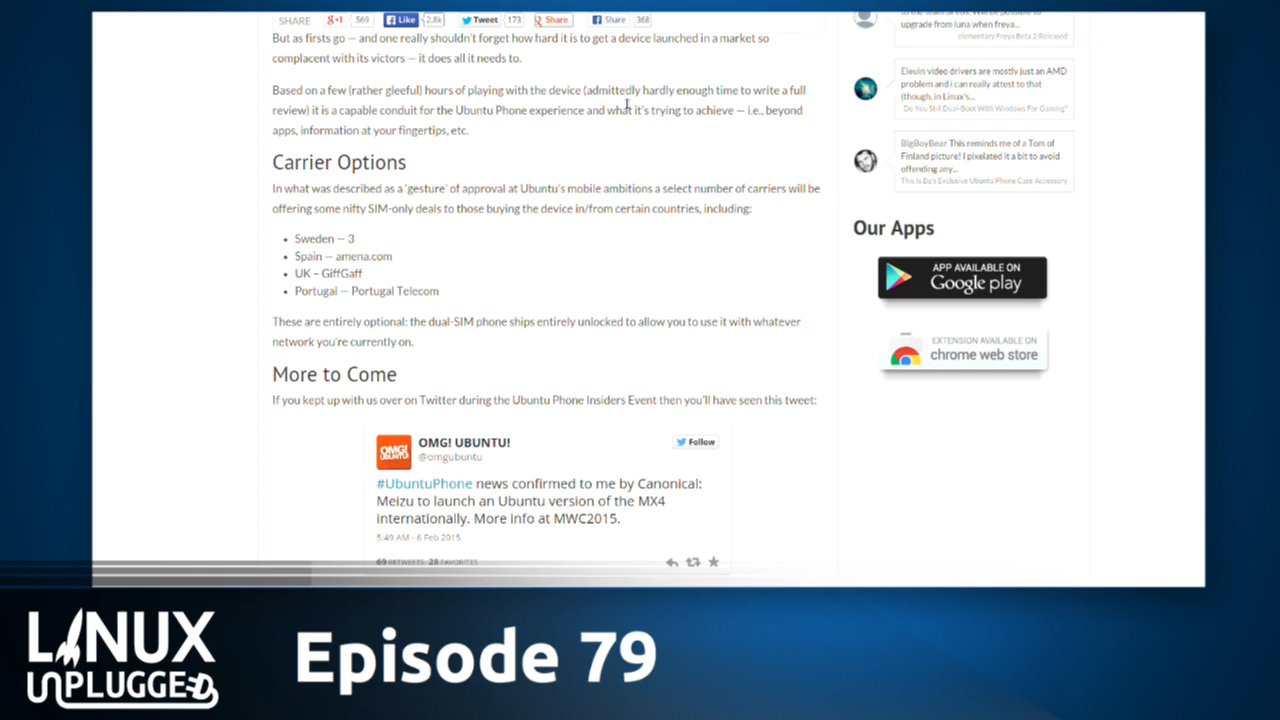 SHARE +1 569 Like 2.8k Tweet 173 Share Share 368
But as firsts go — and one really shouldn't forget how hard it is to get a device launched in a market so
complacent with its victors — it does all it needs to.
Based on a few (rather gleeful) hours of playing with the device (admittedly hardly enough time to write a full
review) it is a capable conduit for the Ubuntu Phone experience and what it's trying to achieve — i.e., beyond
apps, information at your fingertips, etc.
Carrier Options
In what was described as a 'gesture' of approval at Ubuntu's mobile ambitions a select number of carriers will be
offering some nifty SIM-only deals to those buying the device in/from certain countries, including:
• Sweden — 3
• Spain — amena.com
• UK – GiffGaff
• Portugal — Portugal Telecom
These are entirely optional: the dual-SIM phone ships entirely unlocked to allow you to use it with whatever
network you're currently on.
More to Come
If you kept up with us over on Twitter during the Ubuntu Phone Insiders Event then you'll have seen this tweet:
OMG!
UBUNTU!
OMG! UBUNTU!
@omgubuntu
Follow
#UbuntuPhone news confirmed to me by Canonical:
Meizu to launch an Ubuntu version of the MX4
internationally. More info at MWC2015.
5:49 AM - 6 Feb 2015
69 RETWEETS 28 FAVORITES
upgrade from luna when freya...
elementary Freya Beta 2 Released
Eleuin video drivers are mostly just an AMD
problem and i can really attest to that
(though, in Linux's...
Do You Still Dual-Boot With Windows For Gaming?
BigBoyBear This reminds me of a Tom of
Finland picture! I pixelated it a bit to avoid
offending any...
This Is Bq's Exclusive Ubuntu Phone Case Accessory
Our Apps
APP AVAILABLE ON
Google play
EXTENSION AVAILABLE ON
chrome web store
LINUX
UNPLUGGED
Episode 79